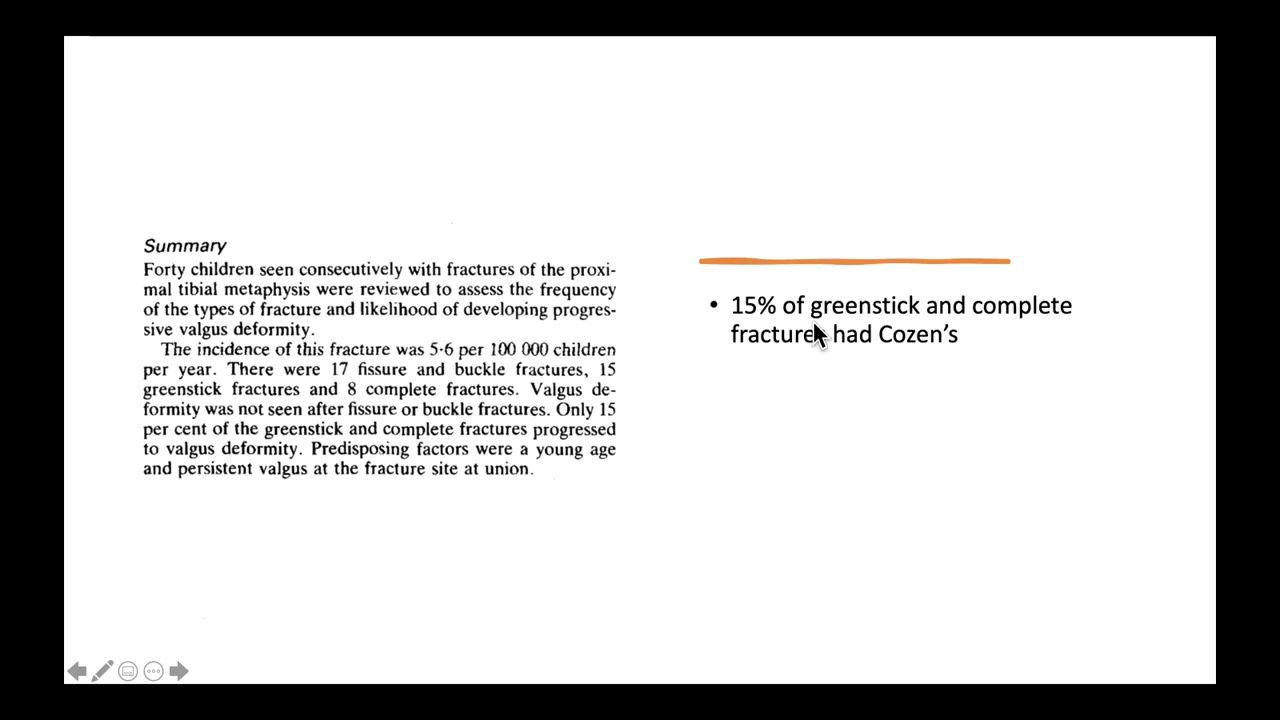 Summary
Forty children seen consecutively with fractures of the proxi-
mal tibial metaphysis were reviewed to assess the frequency
of the types of fracture and likelihood of developing progres-
sive valgus deformity.
The incidence of this fracture was 5·6 per 100 000 children
per year. There were 17 fissure and buckle fractures, 15
greenstick fractures and 8 complete fractures. Valgus de-
formity was not seen after fissure or buckle fractures. Only 15
per cent of the greenstick and complete fractures progressed
to valgus deformity. Predisposing factors were a young age
and persistent valgus at the fracture site at union.
• 15% of greenstick and complete
fractures had Cozen’s